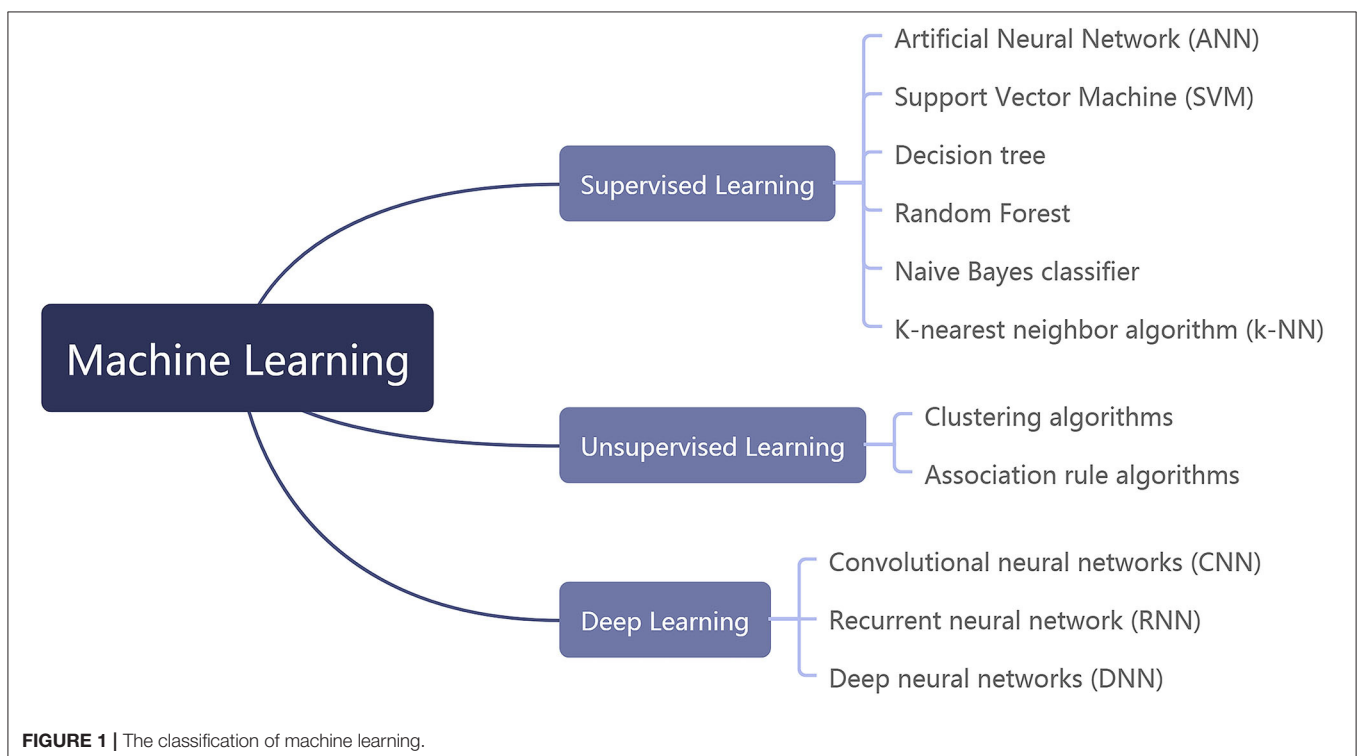 Machine Learning
Supervised Learning
Artificial Neural Network (ANN)
Support Vector Machine (SVM)
Decision tree
Random Forest
Naive Bayes classifier
K-nearest neighbor algorithm (k-NN)
Unsupervised Learning
Clustering algorithms
Association rule algorithms
Deep Learning
Convolutional neural networks (CNN)
Recurrent neural network (RNN)
Deep neural networks (DNN)
FIGURE 1 | The classification of machine learning.